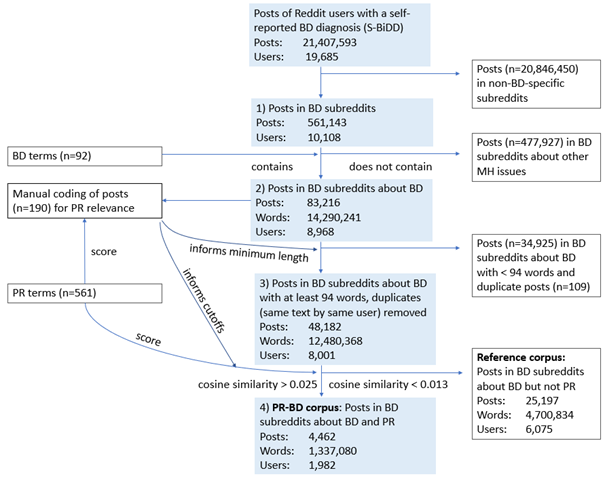 Posts of Reddit users with a self-
reported BD diagnosis (S-BiDD)
Posts: 21,407,593
Users: 19,685
Posts (n=20,846,450)
in non-BD-specific
subreddits
1) Posts in BD subreddits
Posts: 561,143
Users: 10,108
BD terms (n=92)
contains
does not contain
Posts (n=477,927) in BD
subreddits about other
MH issues
Manual coding of posts
(n=190) for PR relevance
2) Posts in BD subreddits about BD
Posts: 83,216
Words: 14,290,241
Users: 8,968
score
informs minimum length
Posts (n=34,925) in BD
subreddits about BD
with < 94 words and
duplicate posts (n=109)
PR terms (n=561)
informs cutoffs
3) Posts in BD subreddits about BD
with at least 94 words, duplicates
(same text by same user) removed
Posts: 48,182
Words: 12,480,368
Users: 8,001
score
cosine similarity > 0.025
cosine similarity < 0.013
Reference corpus:
Posts in BD subreddits
about BD but not PR
Posts: 25,197
Words: 4,700,834
Users: 6,075
4) PR-BD corpus: Posts in BD
subreddits about BD and PR
Posts: 4,462
Words: 1,337,080
Users: 1,982